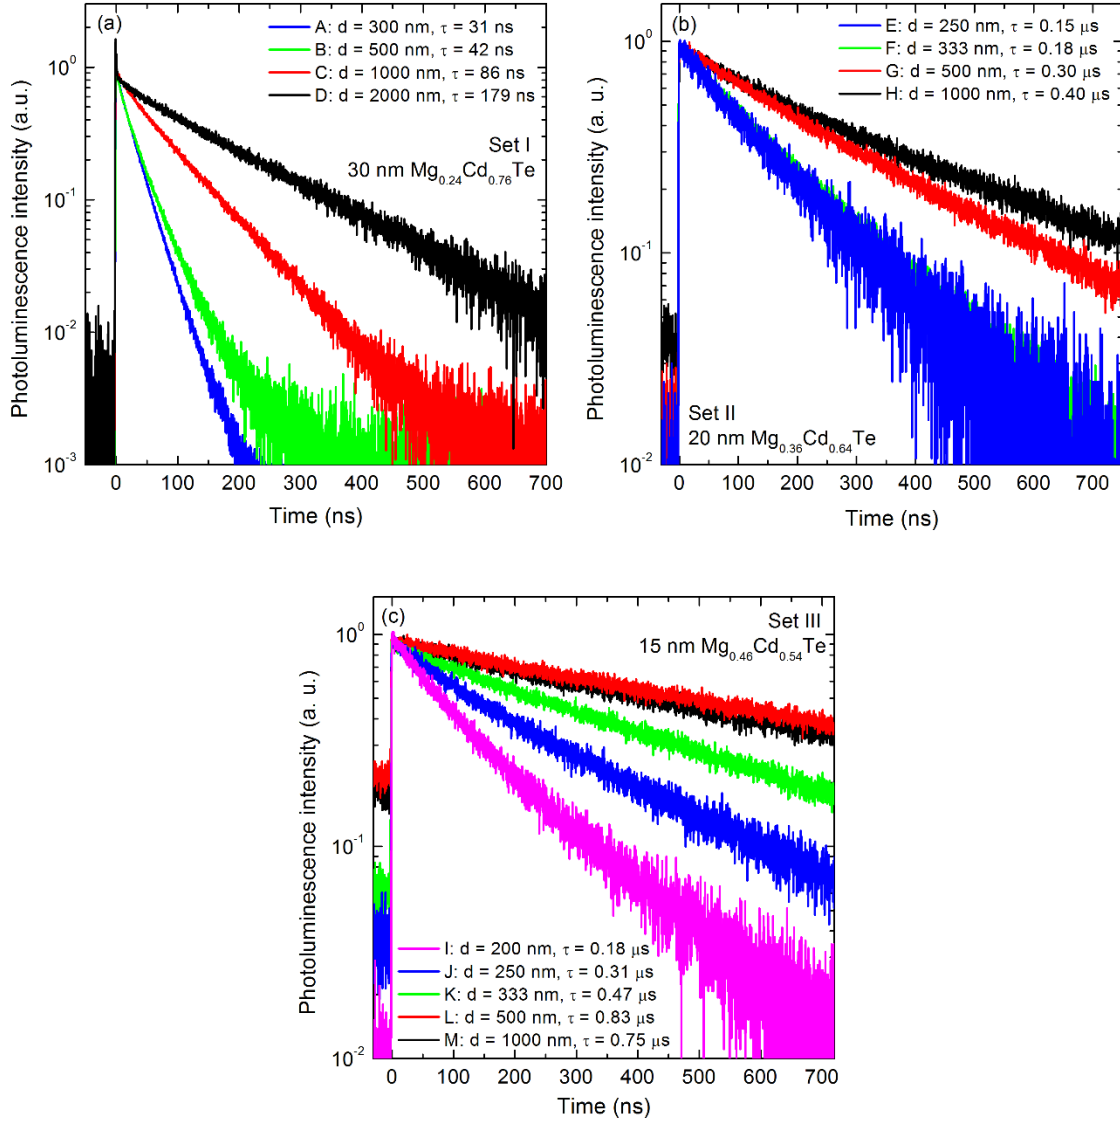 (a)
A: d = 300 nm, τ = 31 ns
B: d = 500 nm, τ = 42 ns
C: d = 1000 nm, τ = 86 ns
D: d = 2000 nm, τ = 179 ns
Set I
30 nm Mg0.24Cd0.76Te
Photoluminescence intensity (a.u.)
10^0
10^-1
10^-2
10^-3
0 100 200 300 400 500 600 700
Time (ns)
(b)
E: d = 250 nm, τ = 0.15 μs
F: d = 333 nm, τ = 0.18 μs
G: d = 500 nm, τ = 0.30 μs
H: d = 1000 nm, τ = 0.40 μs
Set II
20 nm Mg0.36Cd0.64Te
Photoluminescence intensity (a. u.)
10^0
10^-1
10^-2
0 100 200 300 400 500 600 700
Time (ns)
(c)
Set III
15 nm Mg0.46Cd0.54Te
Photoluminescence intensity (a. u.)
10^0
10^-1
10^-2
I: d = 200 nm, τ = 0.18 μs
J: d = 250 nm, τ = 0.31 μs
K: d = 333 nm, τ = 0.47 μs
L: d = 500 nm, τ = 0.83 μs
M: d = 1000 nm, τ = 0.75 μs
0 100 200 300 400 500 600 700
Time (ns)